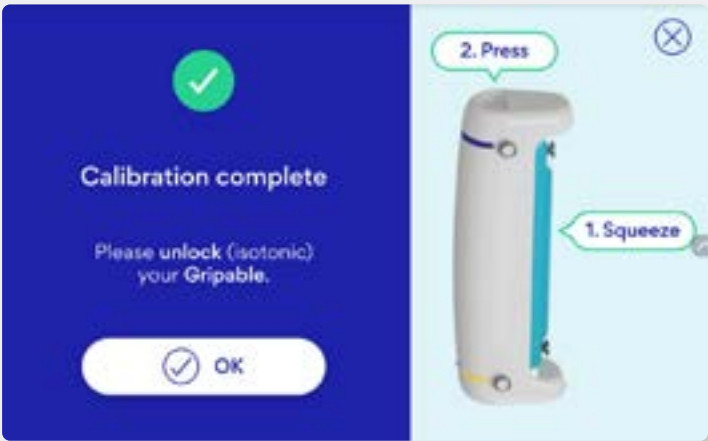 Calibration complete
Please unlock (isotonic)
your Gripable.
OK
2. Press
1. Squeeze